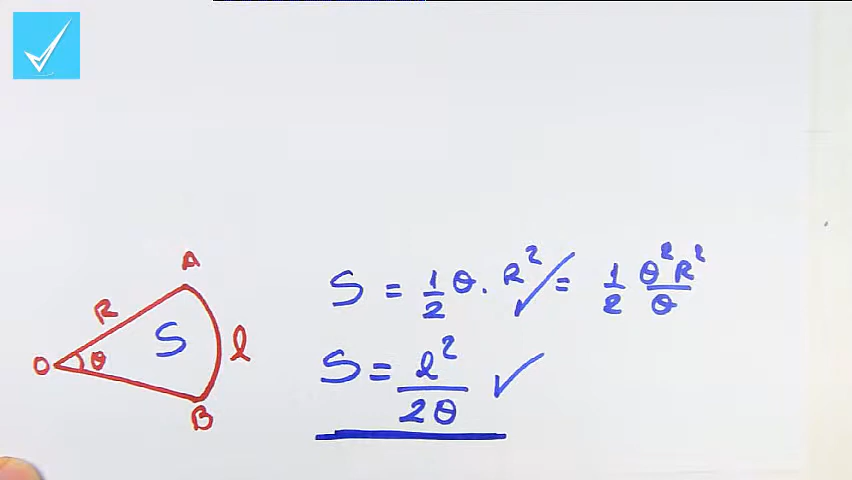 A
R
S
O θ
l
B
S = 1/2 θ. R² = 1/2 θ²R²/θ
S = l²/2θ